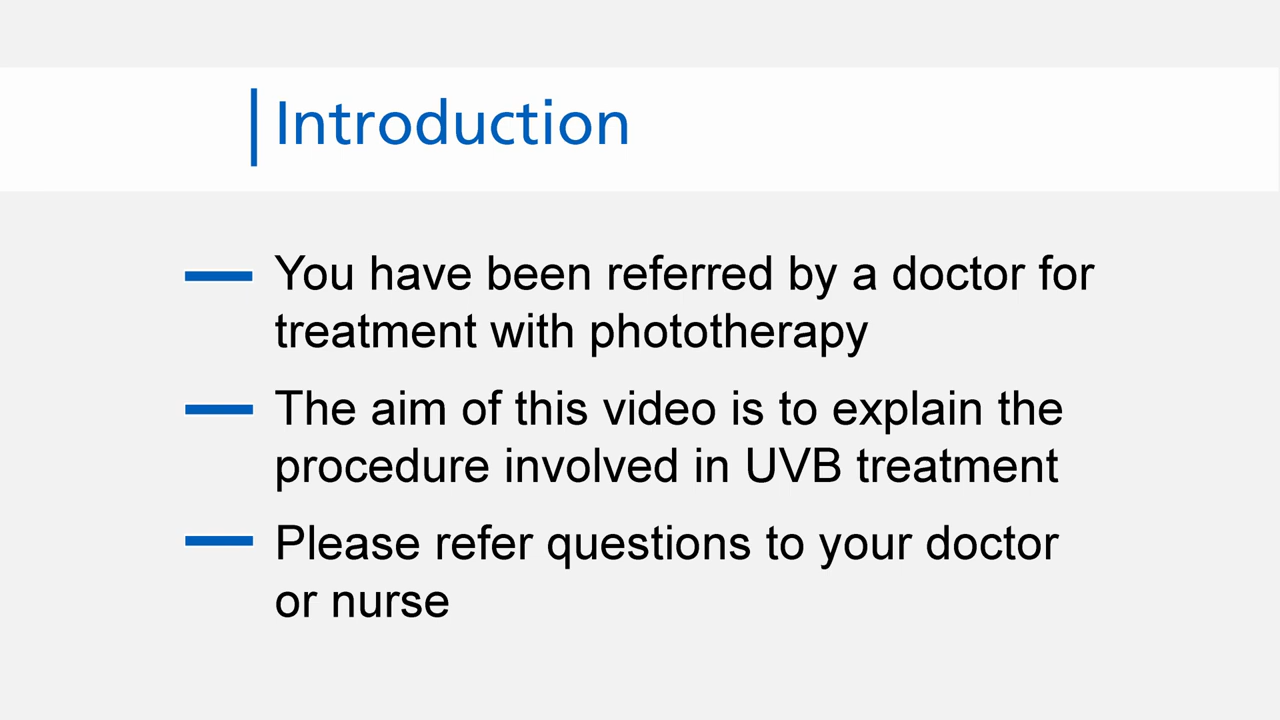 Introduction
You have been referred by a doctor for
treatment with phototherapy
The aim of this video is to explain the
procedure involved in UVB treatment
Please refer questions to your doctor
or nurse